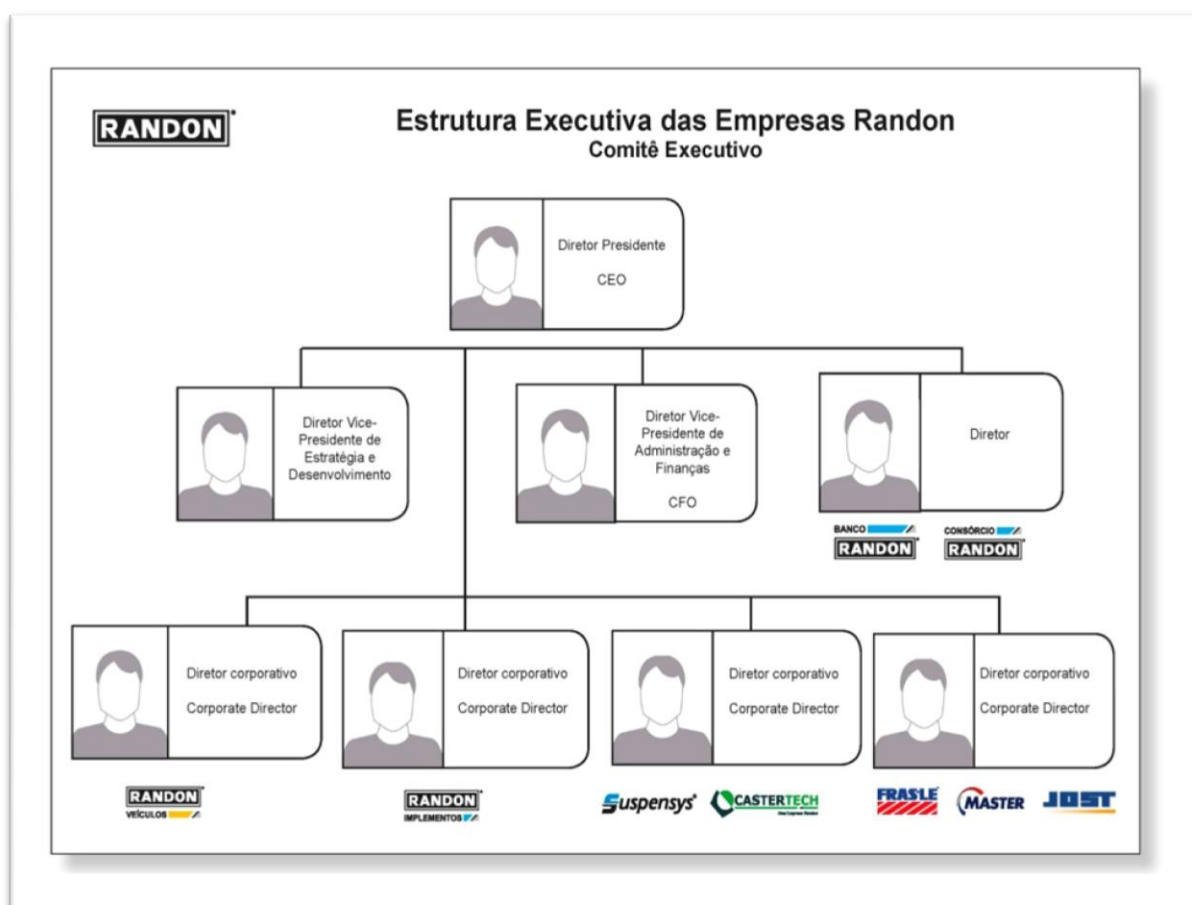 RANDON
Estrutura Executiva das Empresas Randon
Comitê Executivo
Diretor Presidente
CEO
Diretor Vice-
Presidente de
Estratégia e
Desenvolvimento
Diretor Vice-
Presidente de
Administração e
Finanças
CFO
Diretor
BANCO
RANDON
CONSÓRCIO
RANDON
Diretor corporativo
Corporate Director
RANDON
VEÍCULOS
Diretor corporativo
Corporate Director
RANDON
IMPLEMENTOS
Diretor corporativo
Corporate Director
Suspensys
CASTERTECH
Diretor corporativo
Corporate Director
FRAS-LE
MASTER
JOST